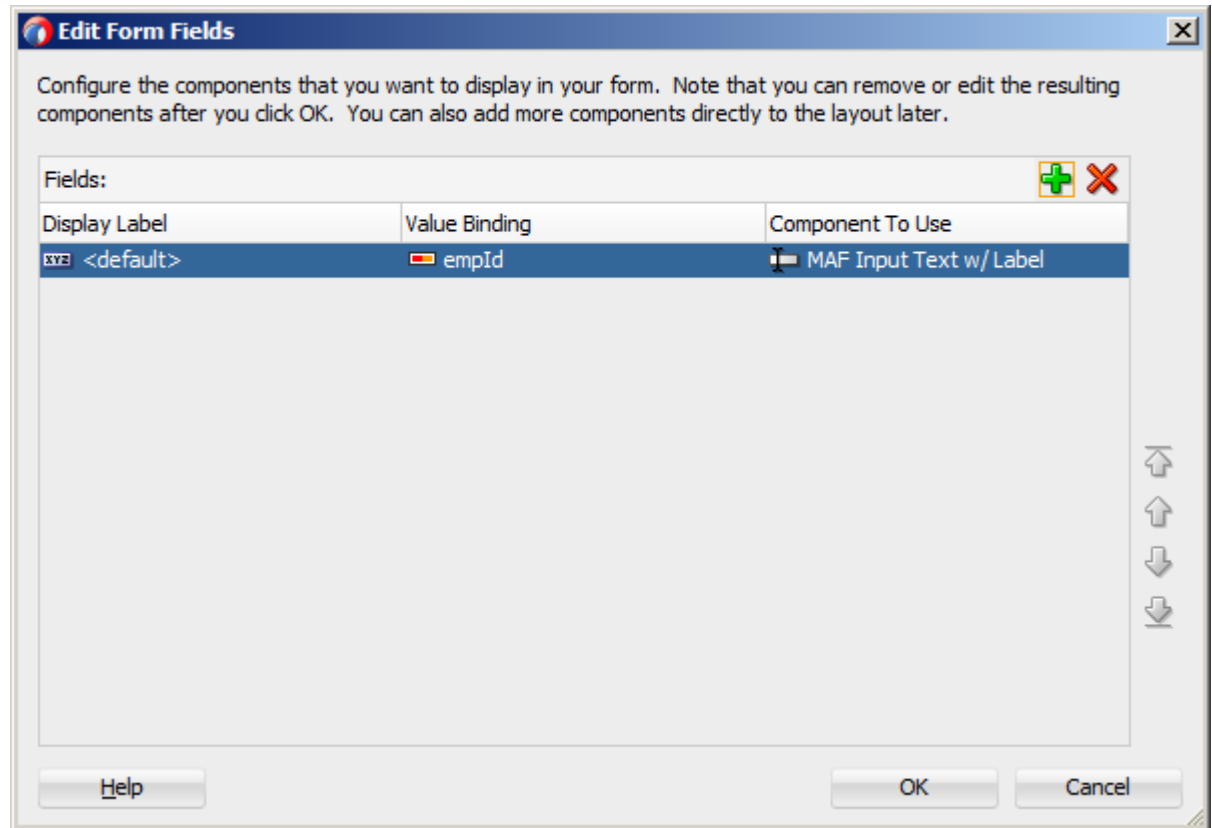 Edit Form Fields
Configure the components that you want to display in your form. Note that you can remove or edit the resulting
components after you click OK. You can also add more components directly to the layout later.
Fields:
Display Label Value Binding Component To Use
XYZ <default> empId MAF Input Text w/ Label
Help OK Cancel